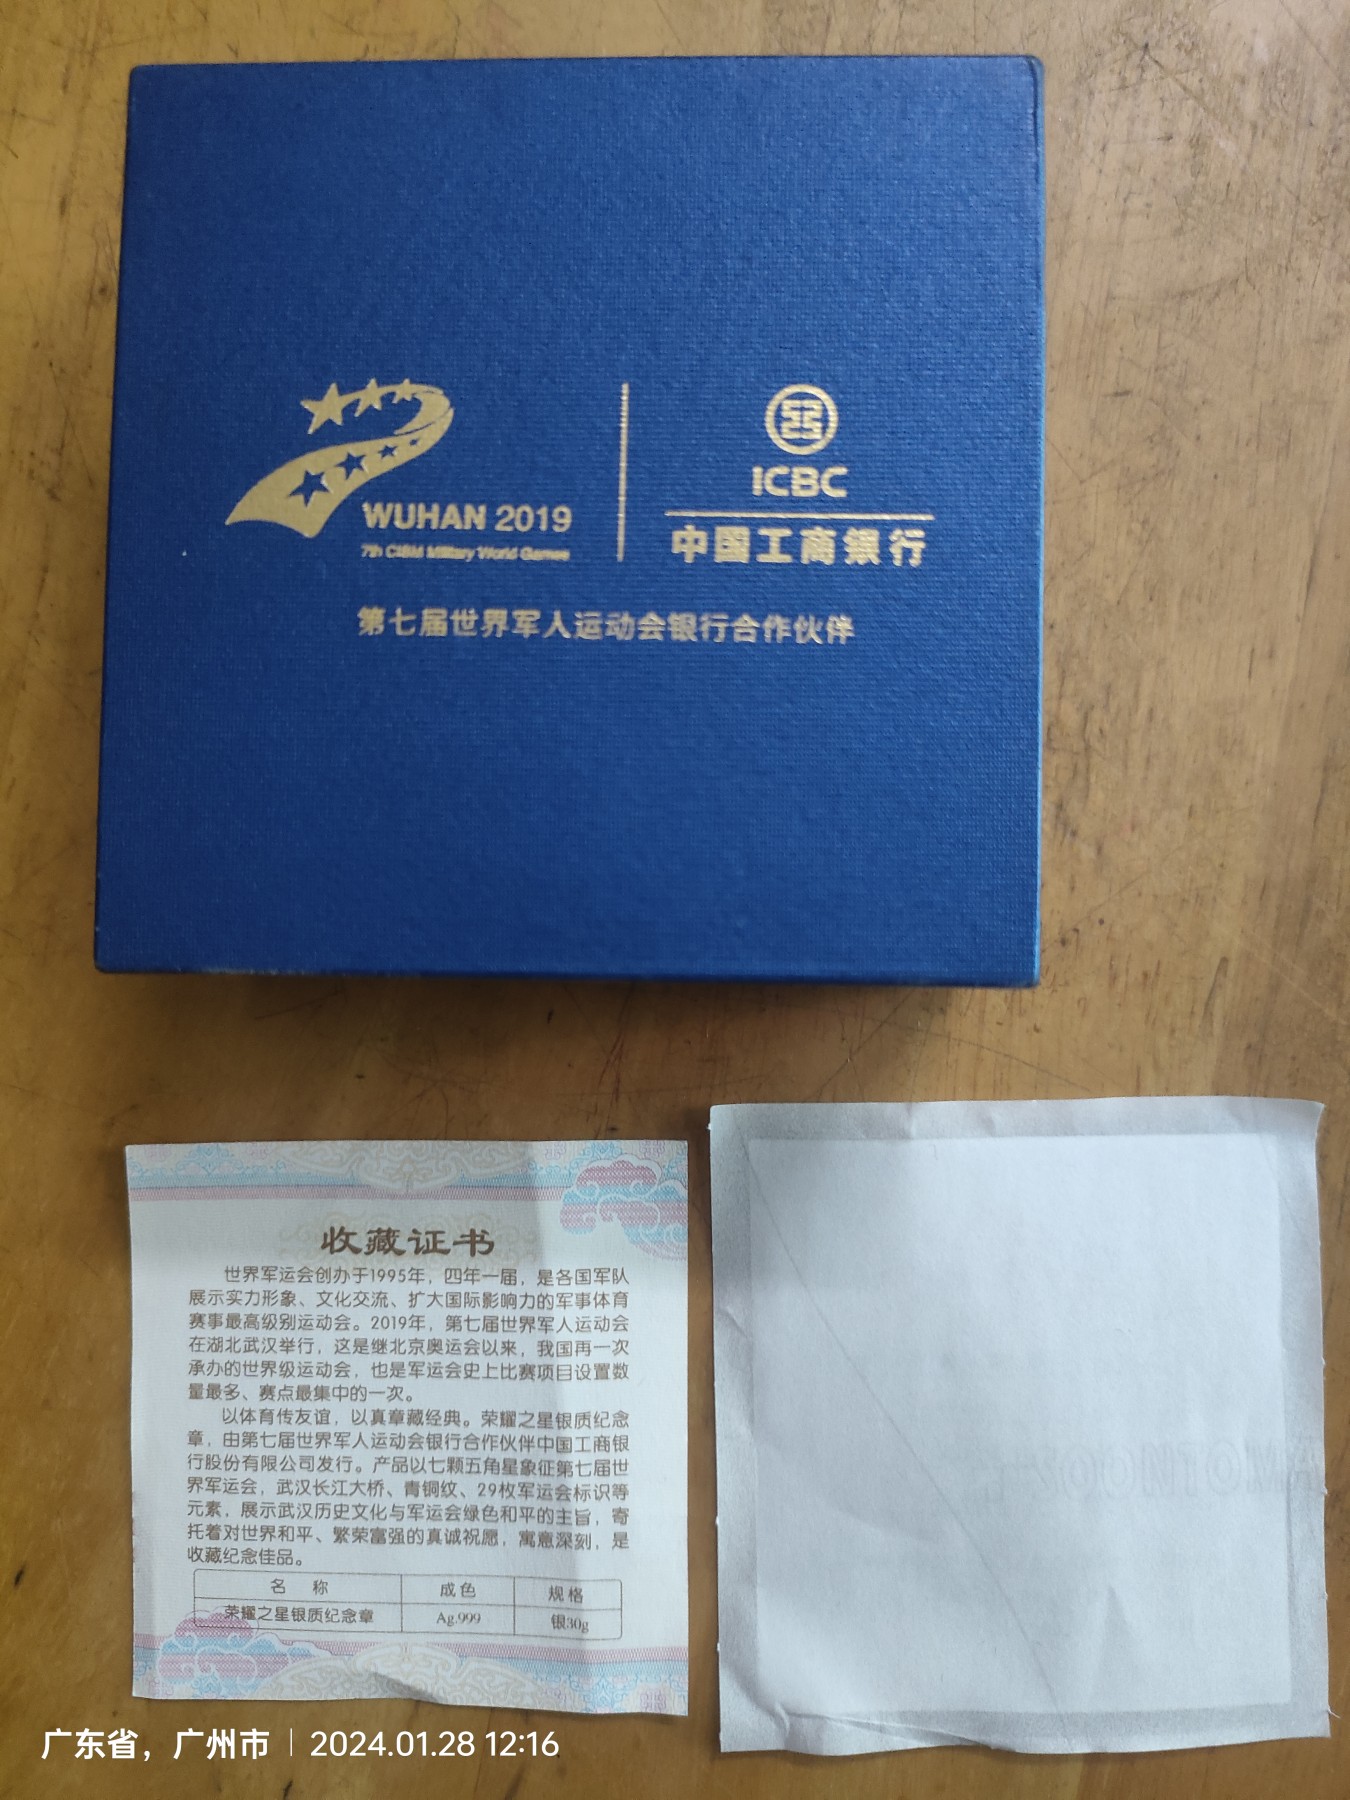 WUHAN 2019
7th CISM Military World Games
ICBC
中国工商银行
第七届世界军人运动会银行合作伙伴
收藏证书
世界军运会创办于1995年，四年一届，是各国军队
展示实力形象、文化交流、扩大国际影响力的军事体育
赛事最高级别运动会。2019年，第七届世界军人运动会
在湖北武汉举行，这是继北京奥运会以来，我国再一次
承办的世界级运动会，也是军运会史上比赛项目设置数
量最多、赛点最集中的一次。
以体育传友谊，以真章藏经典。荣耀之星银质纪念
章，由第七届世界军人运动会银行合作伙伴中国工商银
行股份有限公司发行。产品以七颗五角星象征第七届世
界军运会，武汉长江大桥、青铜纹、29枚军运会标识等
元素，展示武汉历史文化与军运会绿色和平的主旨，寄
托着对世界和平、繁荣富强的真诚祝愿，寓意深刻，是
收藏纪念佳品。
名 称 成色 规格
荣耀之星银质纪念章 Ag.999 银30g
广东省，广州市 | 2024.01.28 12:16